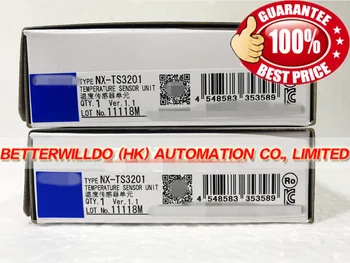 GUARANTEE
100%
BEST PRICE
TYPE NX-TS3201
TEMPERATURE SENSOR UNIT
温度传感器单元
QTY. 1 Ver.1.1
LOT No. 11118M
4 548583 353589
BETTERWILLDO (HK) AUTOMATION CO., LIMITED
TYPE NX-TS3201
TEMPERATURE SENSOR UNIT
温度传感器单元
QTY. 1 Ver.1.1
LOT No. 11118M
4 548583 353589
Ro